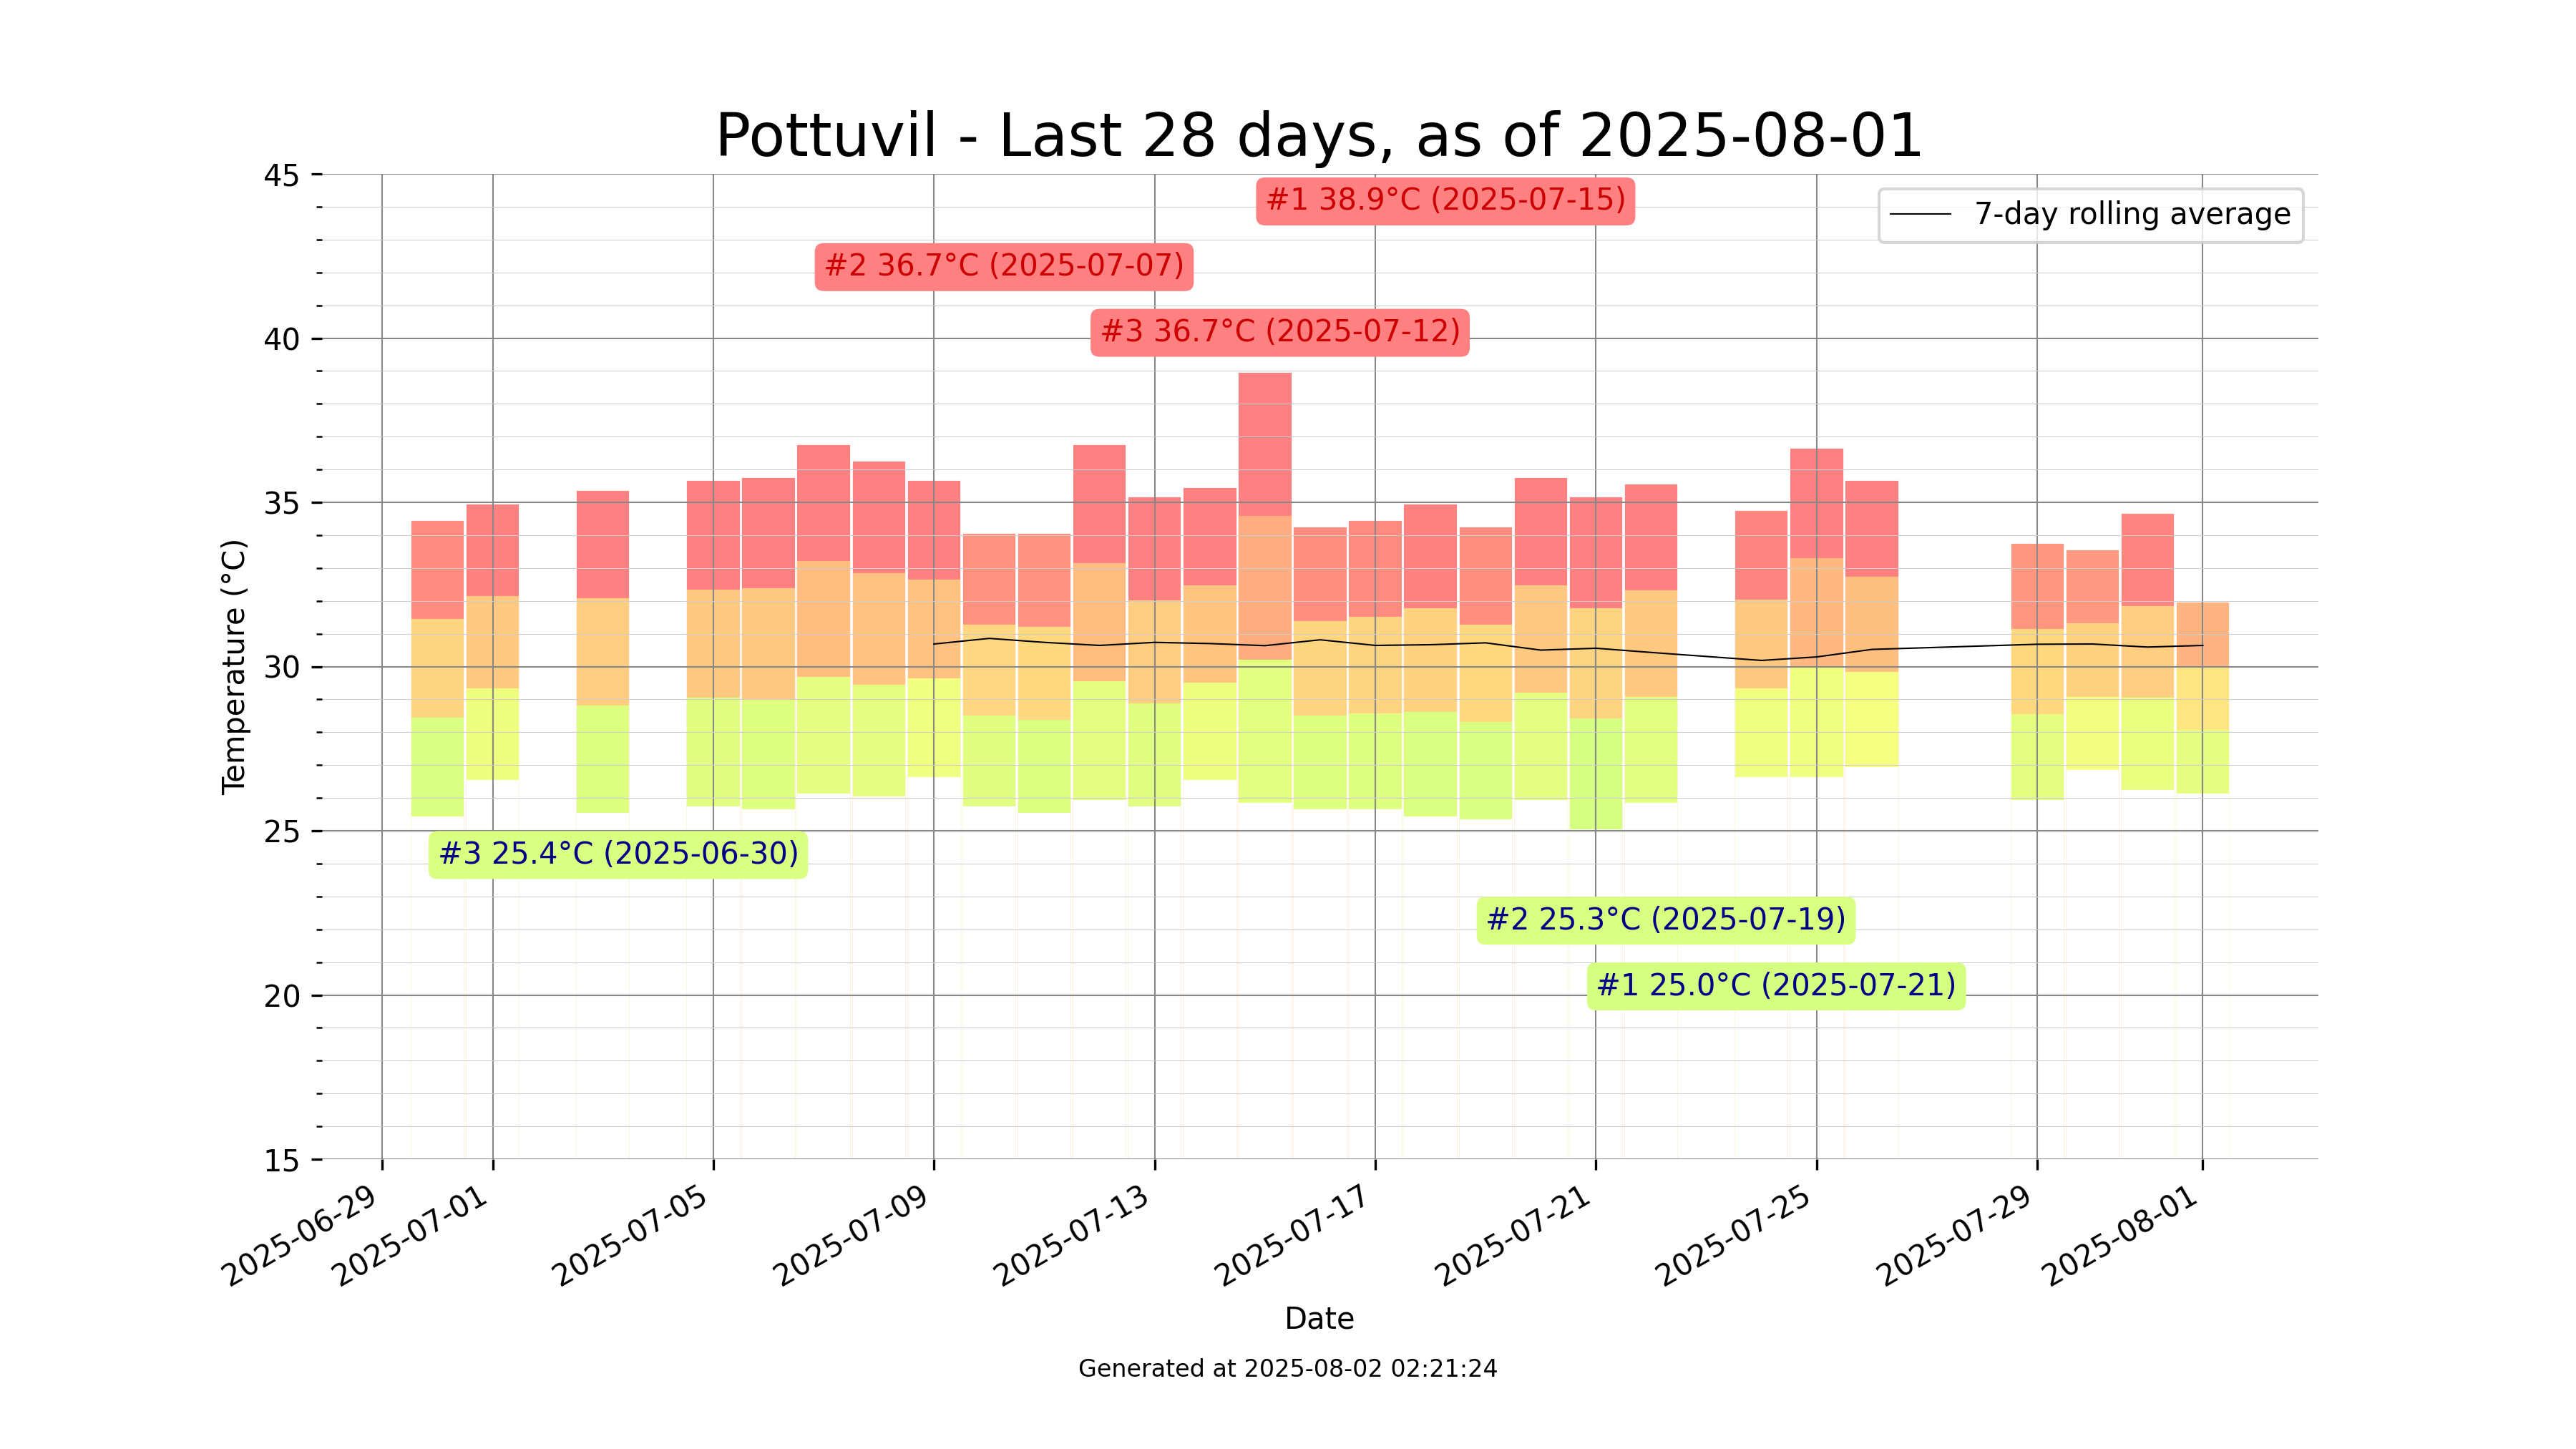 Pottuvil - Last 28 days, as of 2025-08-01
45
#1 38.9°C (2025-07-15)
7-day rolling average
#2 36.7°C (2025-07-07)
#3 36.7°C (2025-07-12)
40
35
30
25
20
15
Temperature (°C)
#3 25.4°C (2025-06-30)
#2 25.3°C (2025-07-19)
#1 25.0°C (2025-07-21)
2025-06-29
2025-07-01
2025-07-05
2025-07-09
2025-07-13
2025-07-17
2025-07-21
2025-07-25
2025-07-29
2025-08-01
Date
Generated at 2025-08-02 02:21:24